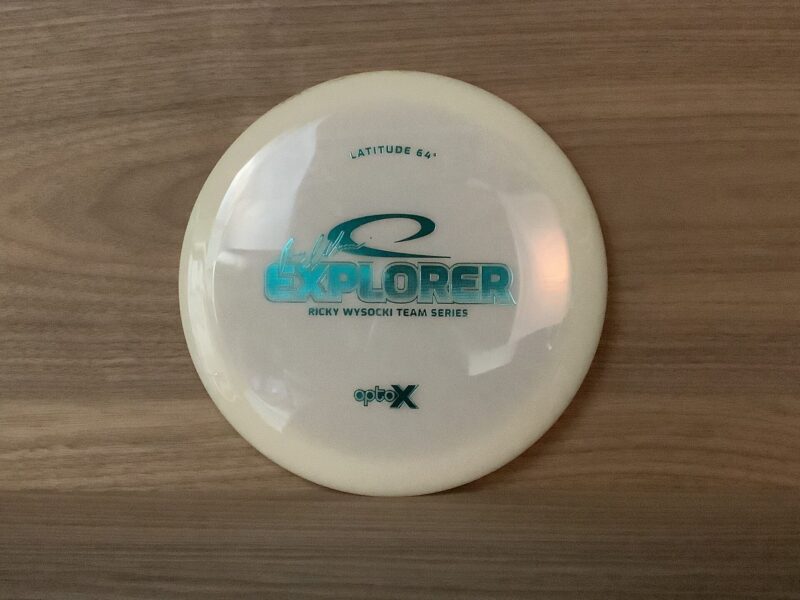 LATITUDE 64°
EXPLORER
RICKY WYSOCKI TEAM SERIES
optoX